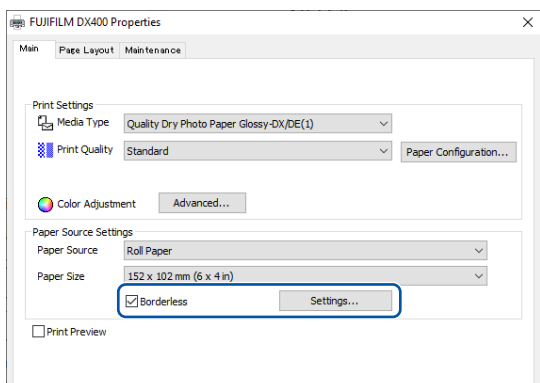 FUJIFILM DX400 Properties
Main Page Layout Maintenance
Print Settings
Media Type Quality Dry Photo Paper Glossy-DX/DE(1)
Print Quality Standard Paper Configuration...
Color Adjustment Advanced...
Paper Source Settings
Paper Source Roll Paper
Paper Size 152 x 102 mm (6 x 4 in)
Borderless Settings...
Print Preview